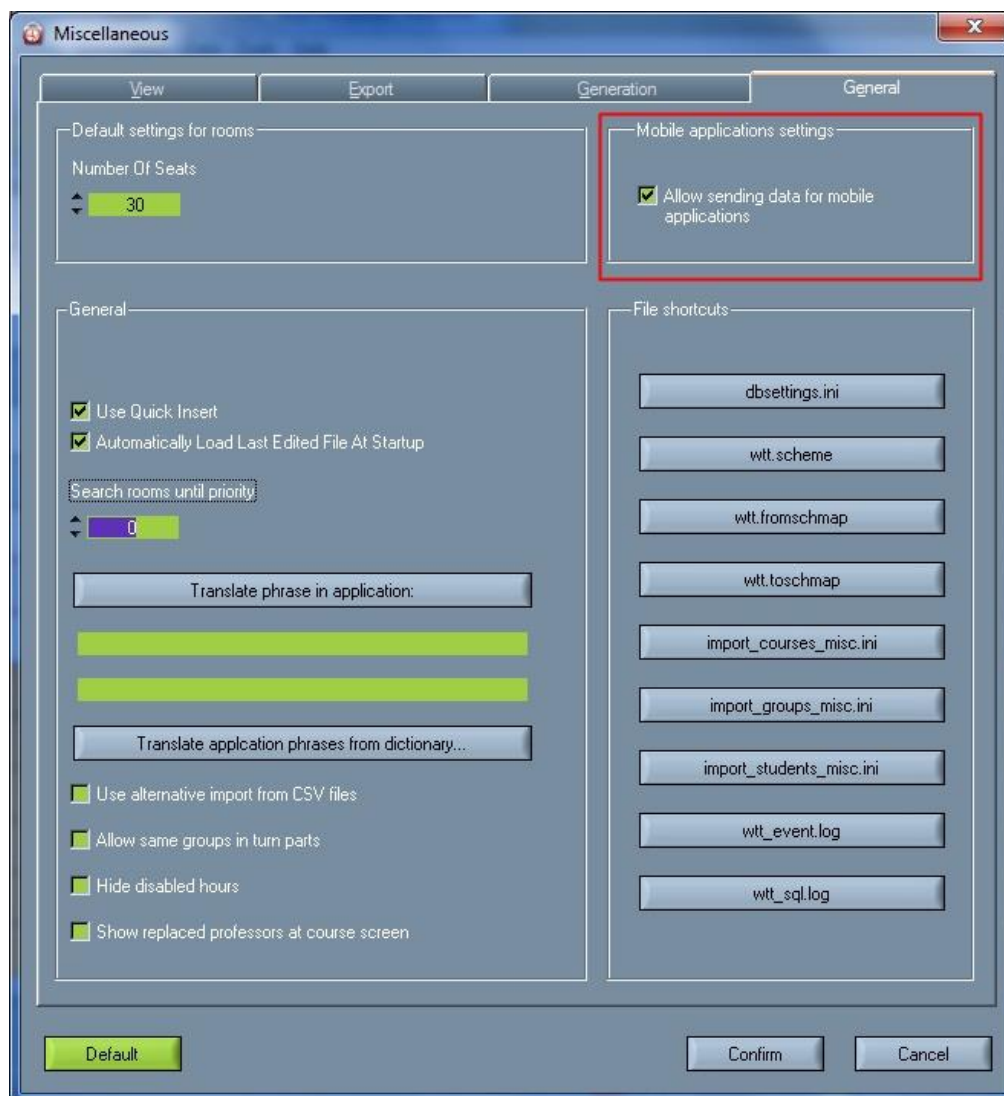 Miscellaneous
View
Export
Generation
General
Default settings for rooms
Number Of Seats
30
Mobile applications settings
Allow sending data for mobile
applications
General
Use Quick Insert
Automatically Load Last Edited File At Startup
Search rooms until priority
0
Translate phrase in application:
Translate applcation phrases from dictionary...
Use alternative import from CSV files
Allow same groups in turn parts
Hide disabled hours
Show replaced professors at course screen
File shortcuts
dbsettings.ini
wtt.scheme
wtt.fromschmap
wtt.toschmap
import_courses_misc.ini
import_groups_misc.ini
import_students_misc.ini
wtt_event.log
wtt_sql.log
Default
Confirm
Cancel